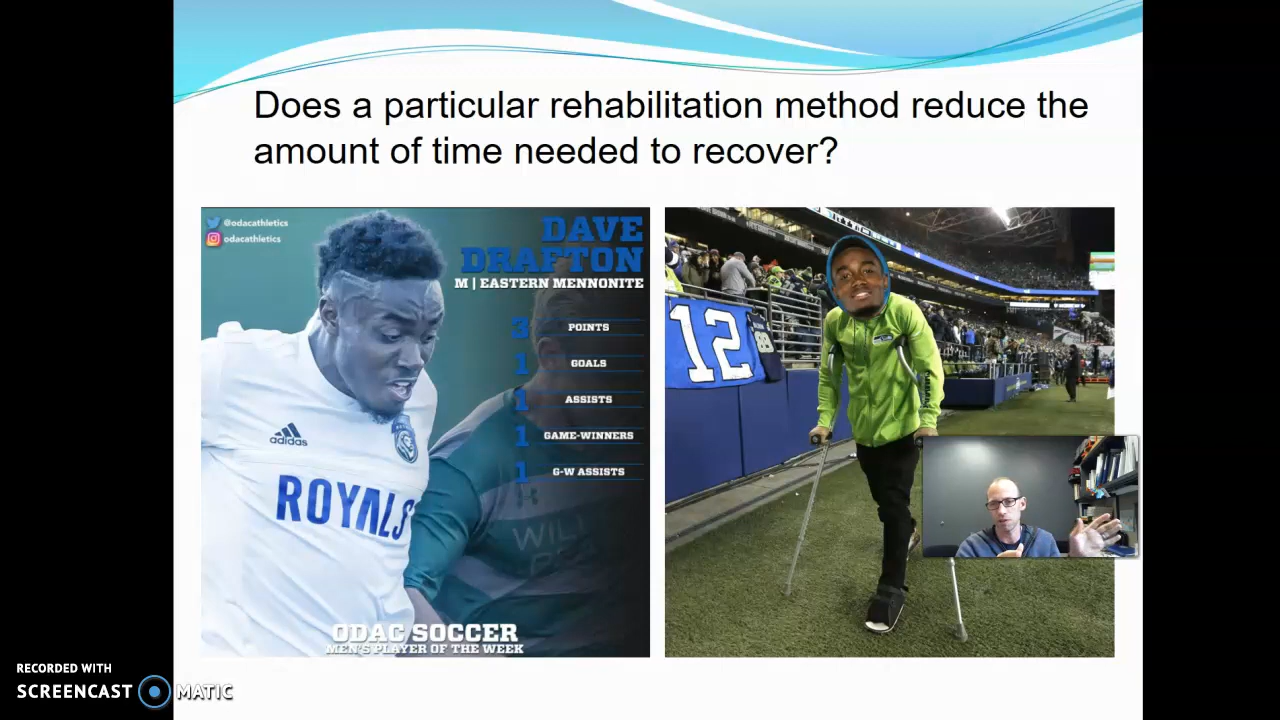 Does a particular rehabilitation method reduce the
amount of time needed to recover?
@odacathletics
odacathletics
DAVE
DRAFTON
M | EASTERN MENNONITE
3 POINTS
1 GOALS
1 ASSISTS
1 GAME-WINNERS
1 G-W ASSISTS
adidas
ROYALS
ODAC SOCCER
MEN'S PLAYER OF THE WEEK
12
RECORDED WITH
SCREENCAST MATIC